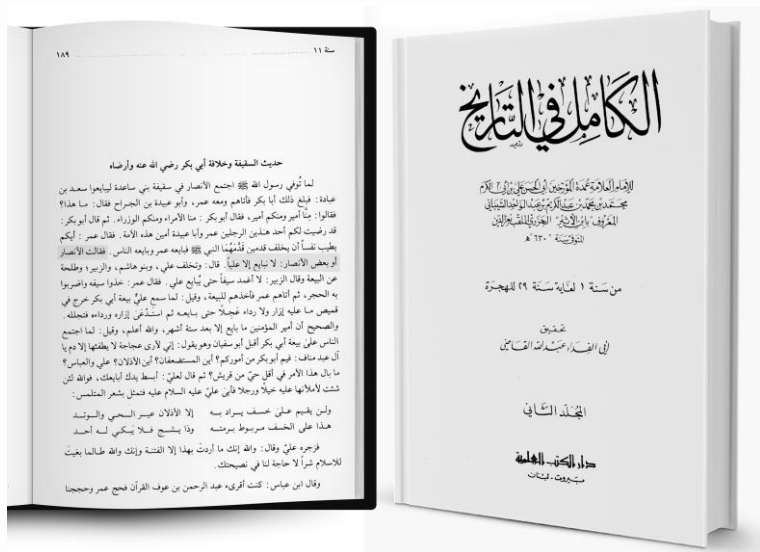 سنة ١١ ........ ١٨٩
حديث السقيفة وخلافة أبي بكر رضي الله عنه وأرضاه
لما تُوفي رسول الله ﷺ اجتمع الأنصار في سقيفة بني ساعدة ليبايعوا سعد بن
عبادة: فبلغ ذلك أبا بكر فأتاهم ومعه عمر، وأبو عبيدة بن الجراح فقال: ما هذا؟
فقالوا: منّا أمير ومنكم أمير، فقال أبو بكر: منا الأمراء ومنكم الوزراء. ثم قال أبو بكر:
قد رضيت لكم أحد هذين الرجلين عمر وأبا عبيدة أمين هذه الأمة. فقال عمر: أيكم
يطيب نفساً أن يخلف قدمين قدَّمهما النبي ﷺ فبايعه عمر وبايعه الناس. فقالت الأنصار
أو بعض الأنصار: لا نبايع إلا علياً. قال: وتخلف علي، وبنو هاشم، والزبير؛ وطلحة
عن البيعة وقال الزبير: لا أغمد سيفاً حتى يُبايع علي. فقال عمر: خذوا سيفه واضربوا
به الحجر، ثم أتاهم عمر فأخذهم للبيعة، وقيل: لما سمع عليٌّ بيعة أبي بكر خرج في
قميص ما عليه إزار ولا رداء عَجِلاً حتى بايعه ثم استدعى إزاره ورداءه فتجلله.
والصحيح أن أمير المؤمنين ما بايع إلا بعد ستة أشهر، والله أعلم، وقيل: لما اجتمع
الناس على بيعة أبي بكر أقبل أبو سفيان وهو يقول: إني لأرى عجاجة لا يطفئها إلا دم يا
آل عبد مناف: فيم أبو بكر من أموركم؟ أين المستضعفان؟ أين الأذلان؟ علي والعباس؟
ما بال هذا الأمر في أقل حيّ من قريش؟ ثم قال لعليّ: أبسط يدك أبايعك، فوالله لئن
شئت لأملأنها عليه خيلًا ورجلا فأبى عليّ عليه السلام عليه فتمثل بشعر المتلمس:
ولن يقيم على خسف يراد به إلا الأذلان عير الحي والوتد
هذا على الخسف مربوط برمته وذا يشج فلا يبكي له أحد
فزجره عليّ وقال: والله إنك ما أردتَ بهذا إلا الفتنة وإنك والله طالما بغيتَ
للاسلام شراً لا حاجة لنا في نصيحتك.
وقال ابن عباس: كنت أقرىء عبد الرحمن بن عوف القرآن فحج عمر وحججنا
الكامل في التاريخ
للإمام العلامة عمدة المؤرخين أبي الحسن علي بن أبي الكرم
محمد بن محمد بن عبد الكريم بن عبد الواحد الشيباني
المعروف بابن الأثير الجزري الملقب بعز الدين
المتوفى سنة ٦٣٠ هـ
من سنة ١ لغاية سنة ٢٩ للهجرة
تحقيق
أبي الفداء عبد الله القاضي
المجلد الثاني
دار الكتب العلمية
بيروت - لبنان